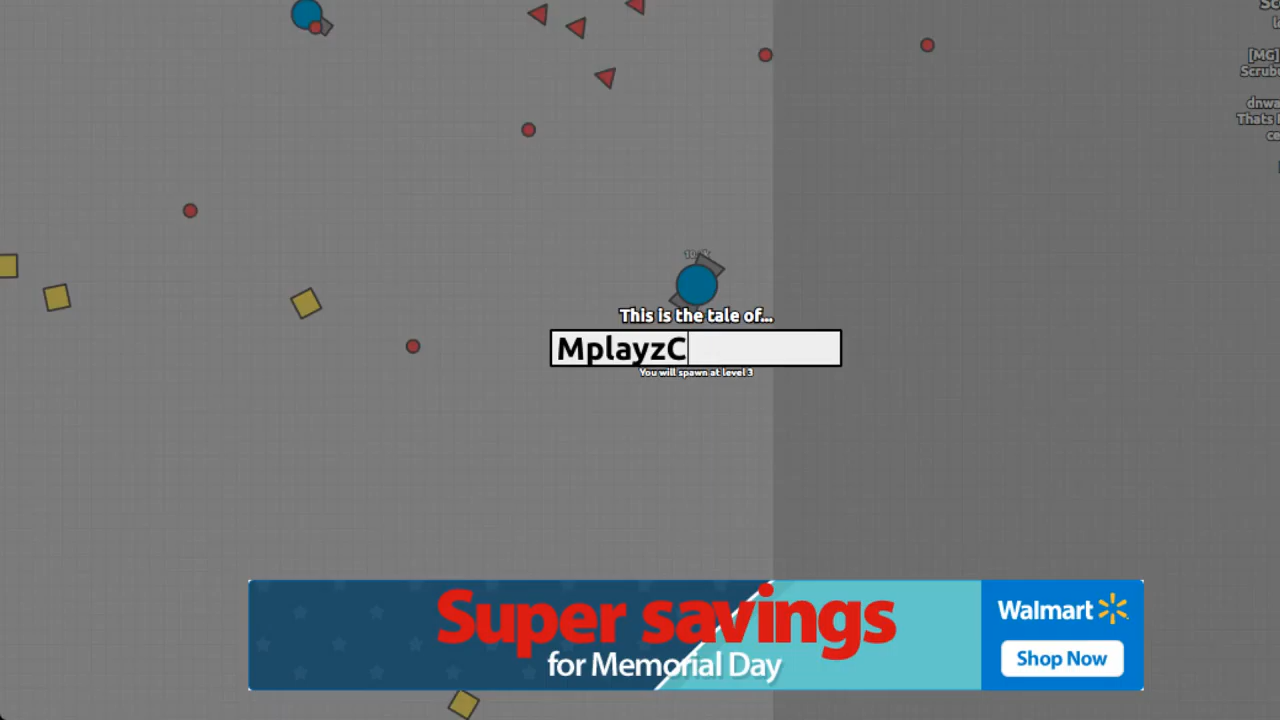 [MG]
This is the tale of...
MplayzC
You will spawn at level 3
Super savings
for Memorial Day
Walmart
Shop Now